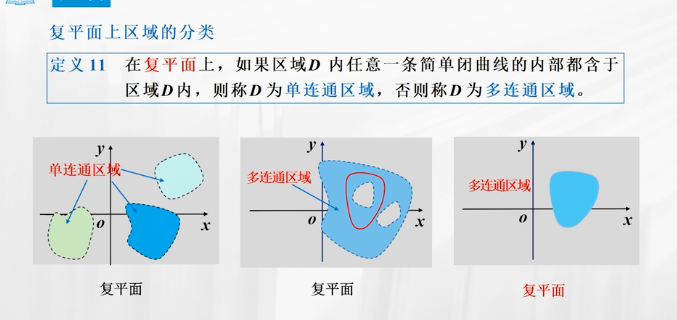 复平面上区域的分类
定义 11 在复平面上，如果区域D 内任意一条简单闭曲线的内部都含于
区域D内，则称D 为单连通区域，否则称D 为多连通区域。
y
单连通区域
o
x
y
多连通区域
o
x
y
多连通区域
o
x
复平面
复平面
复平面